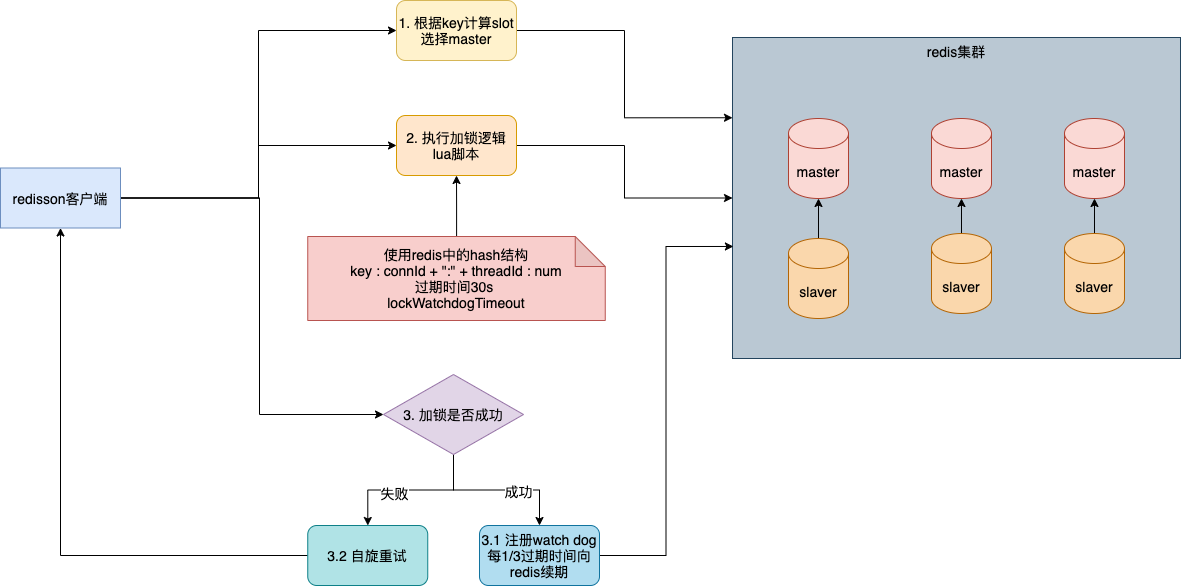 1. 根据key计算slot
选择master
redis集群
2. 执行加锁逻辑
lua脚本
master
master
master
redisson客户端
使用redis中的hash结构
key : connId + ":" + threadId : num
过期时间30s
lockWatchdogTimeout
slaver
slaver
slaver
3. 加锁是否成功
失败
成功
3.2 自旋重试
3.1 注册watch dog
每1/3过期时间向
redis续期